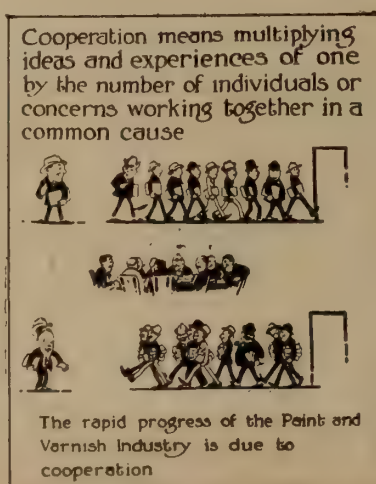 Cooperation means multiplying
ideas and experiences of one
by the number of individuals or
concerns working together in a
common cause
The rapid progress of the Paint and
Varnish Industry is due to
cooperation